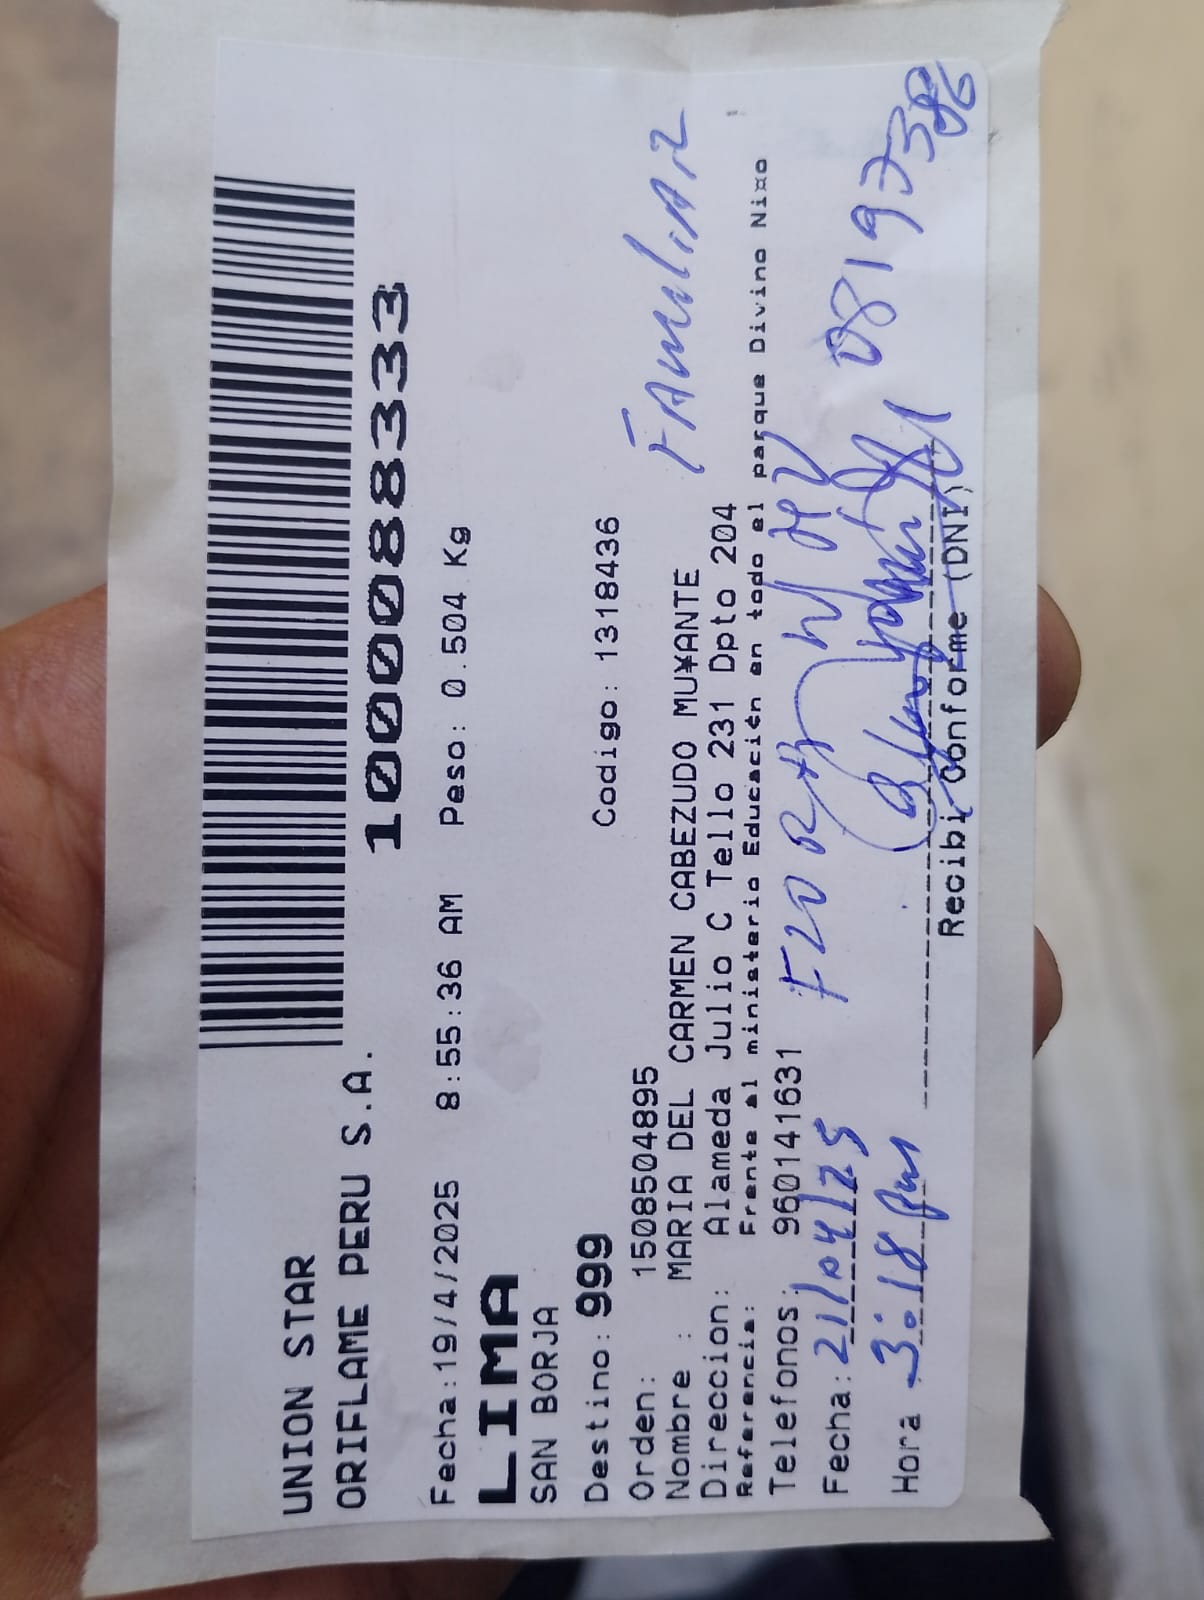 UNION STAR
ORIFLAME PERU S.A.
1000088333
Fecha:19/4/2025 8:55:36 AM Peso: 0.504 Kg
LIMA
SAN BORJA
Destino: 999 Codigo: 1318436
Orden: 1508504895
Nombre : MARIA DEL CARMEN CABEZUDO MU¥ANTE
FAMILIAR
Direccion: Alameda Julio C Tello 231 Dpto 204
Referencia: Frente al ministerio Educación en todo el parque Divino Ni¤o
Telefonos: 960141631
Fecha: 21/04/25
Hora 3:18 Pm
Recibi Conforme (DNI)